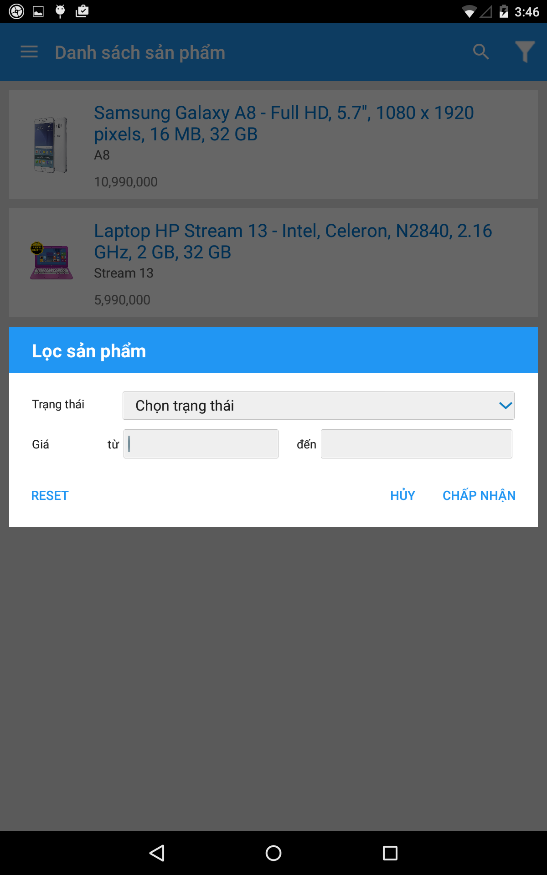 3:46
Danh sách sản phẩm
Samsung Galaxy A8 - Full HD, 5.7", 1080 x 1920
pixels, 16 MB, 32 GB
A8
10,990,000
Laptop HP Stream 13 - Intel, Celeron, N2840, 2.16
GHz, 2 GB, 32 GB
Stream 13
5,990,000
Lọc sản phẩm
Trạng thái Chọn trạng thái
Giá từ đến
RESET HỦY CHẤP NHẬN